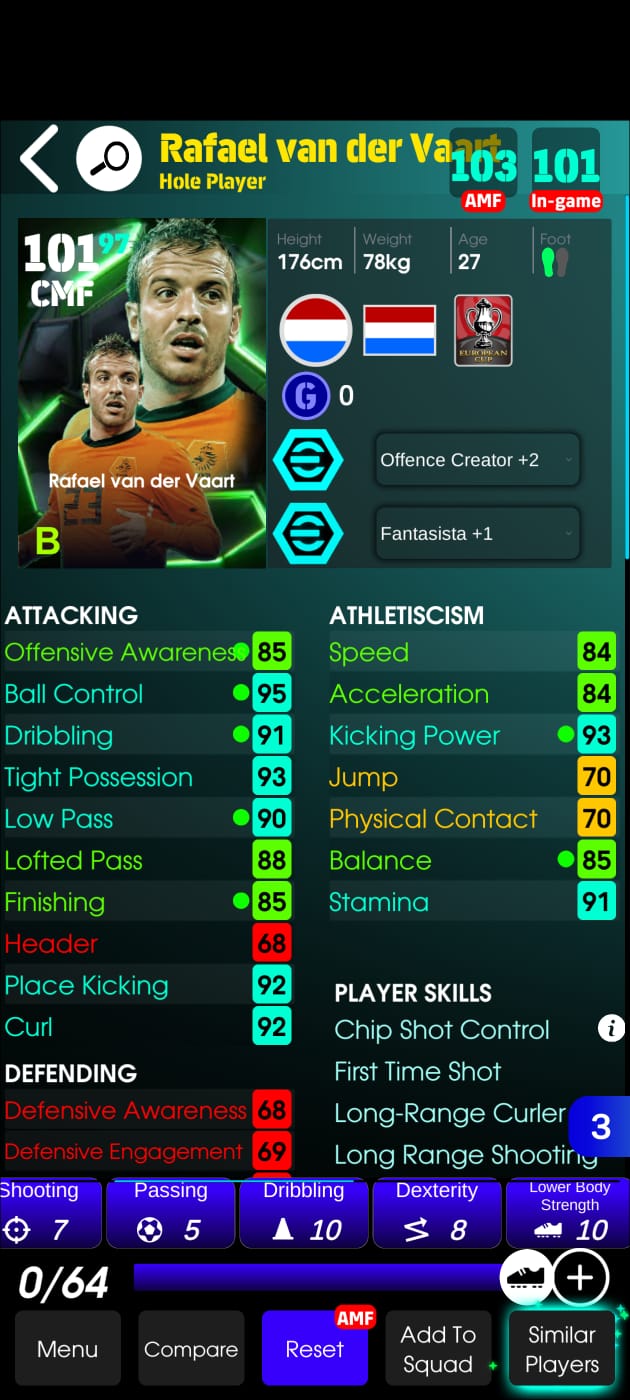 Rafael van der Vaart
Hole Player
103
AMF
101
In-game
101 97
CMF
Rafael van der Vaart
B
Height
176cm
Weight
78kg
Age
27
Foot
EUROPEAN
CUP
G 0
Offence Creator +2
Fantasista +1
ATTACKING
Offensive Awareness 85
Ball Control 95
Dribbling 91
Tight Possession 93
Low Pass 90
Lofted Pass 88
Finishing 85
Header 68
Place Kicking 92
Curl 92
DEFENDING
Defensive Awareness 68
Defensive Engagement 69
ATHLETISCISM
Speed 84
Acceleration 84
Kicking Power 93
Jump 70
Physical Contact 70
Balance 85
Stamina 91
PLAYER SKILLS
Chip Shot Control
i
First Time Shot
Long-Range Curler
3
Long Range Shooting
Shooting
7
Passing
5
Dribbling
10
Dexterity
8
Lower Body
Strength
10
0/64
Menu
Compare
AMF
Reset
Add To
Squad
Similar
Players